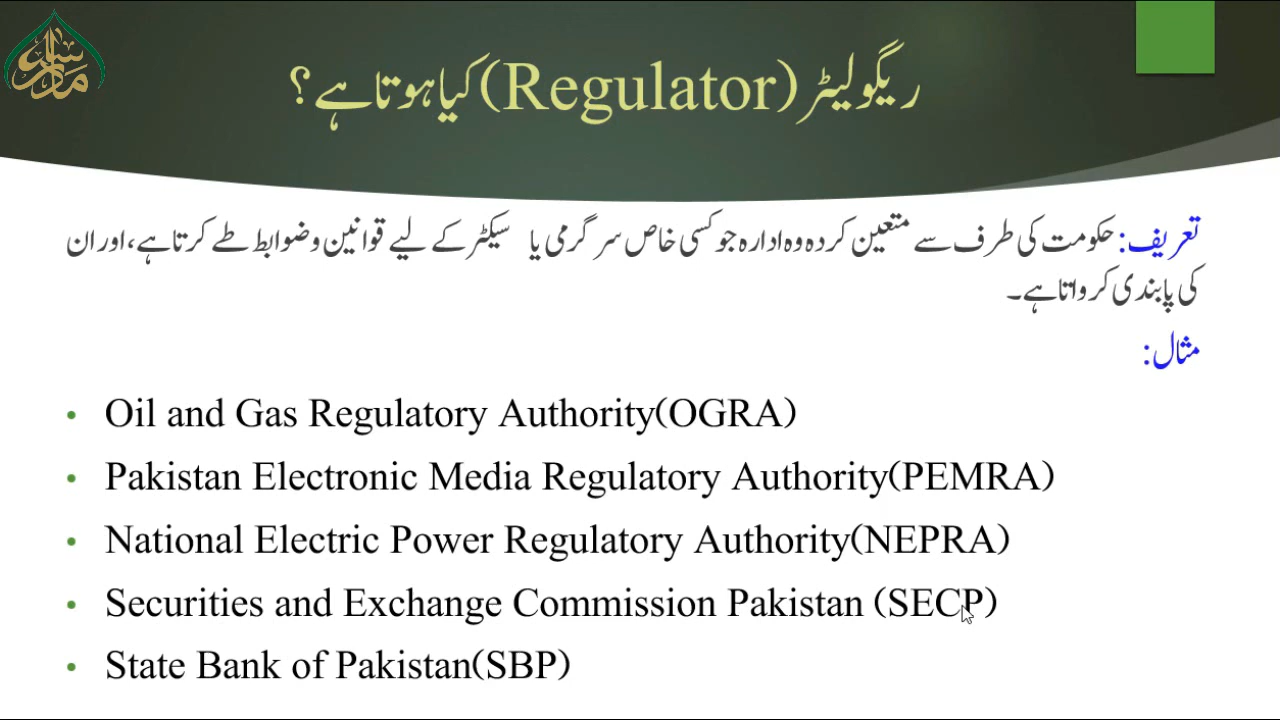 ریگولیٹر (Regulator) کیا ہوتا ہے؟
تعریف: حکومت کی طرف سے متعین کردہ وہ ادارہ جو کسی خاص سرگرمی یا سیکٹر کے لیے قوانین و ضوابط طے کرتا ہے، اور ان
کی پابندی کرواتا ہے۔
مثال:
• Oil and Gas Regulatory Authority(OGRA)
• Pakistan Electronic Media Regulatory Authority(PEMRA)
• National Electric Power Regulatory Authority(NEPRA)
• Securities and Exchange Commission Pakistan (SECP)
• State Bank of Pakistan(SBP)